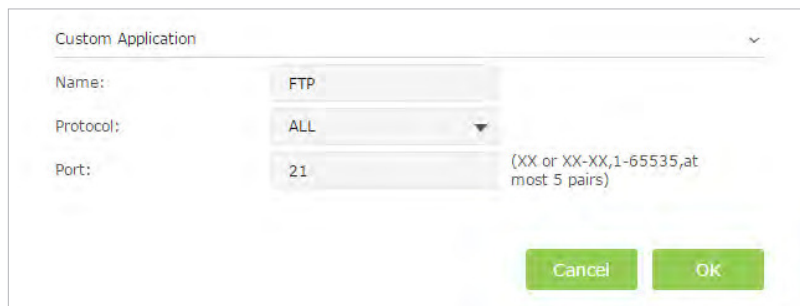 Custom Application
Name: FTP
Protocol: ALL
Port: 21 (XX or XX-XX,1-65535,at
most 5 pairs)
Cancel OK